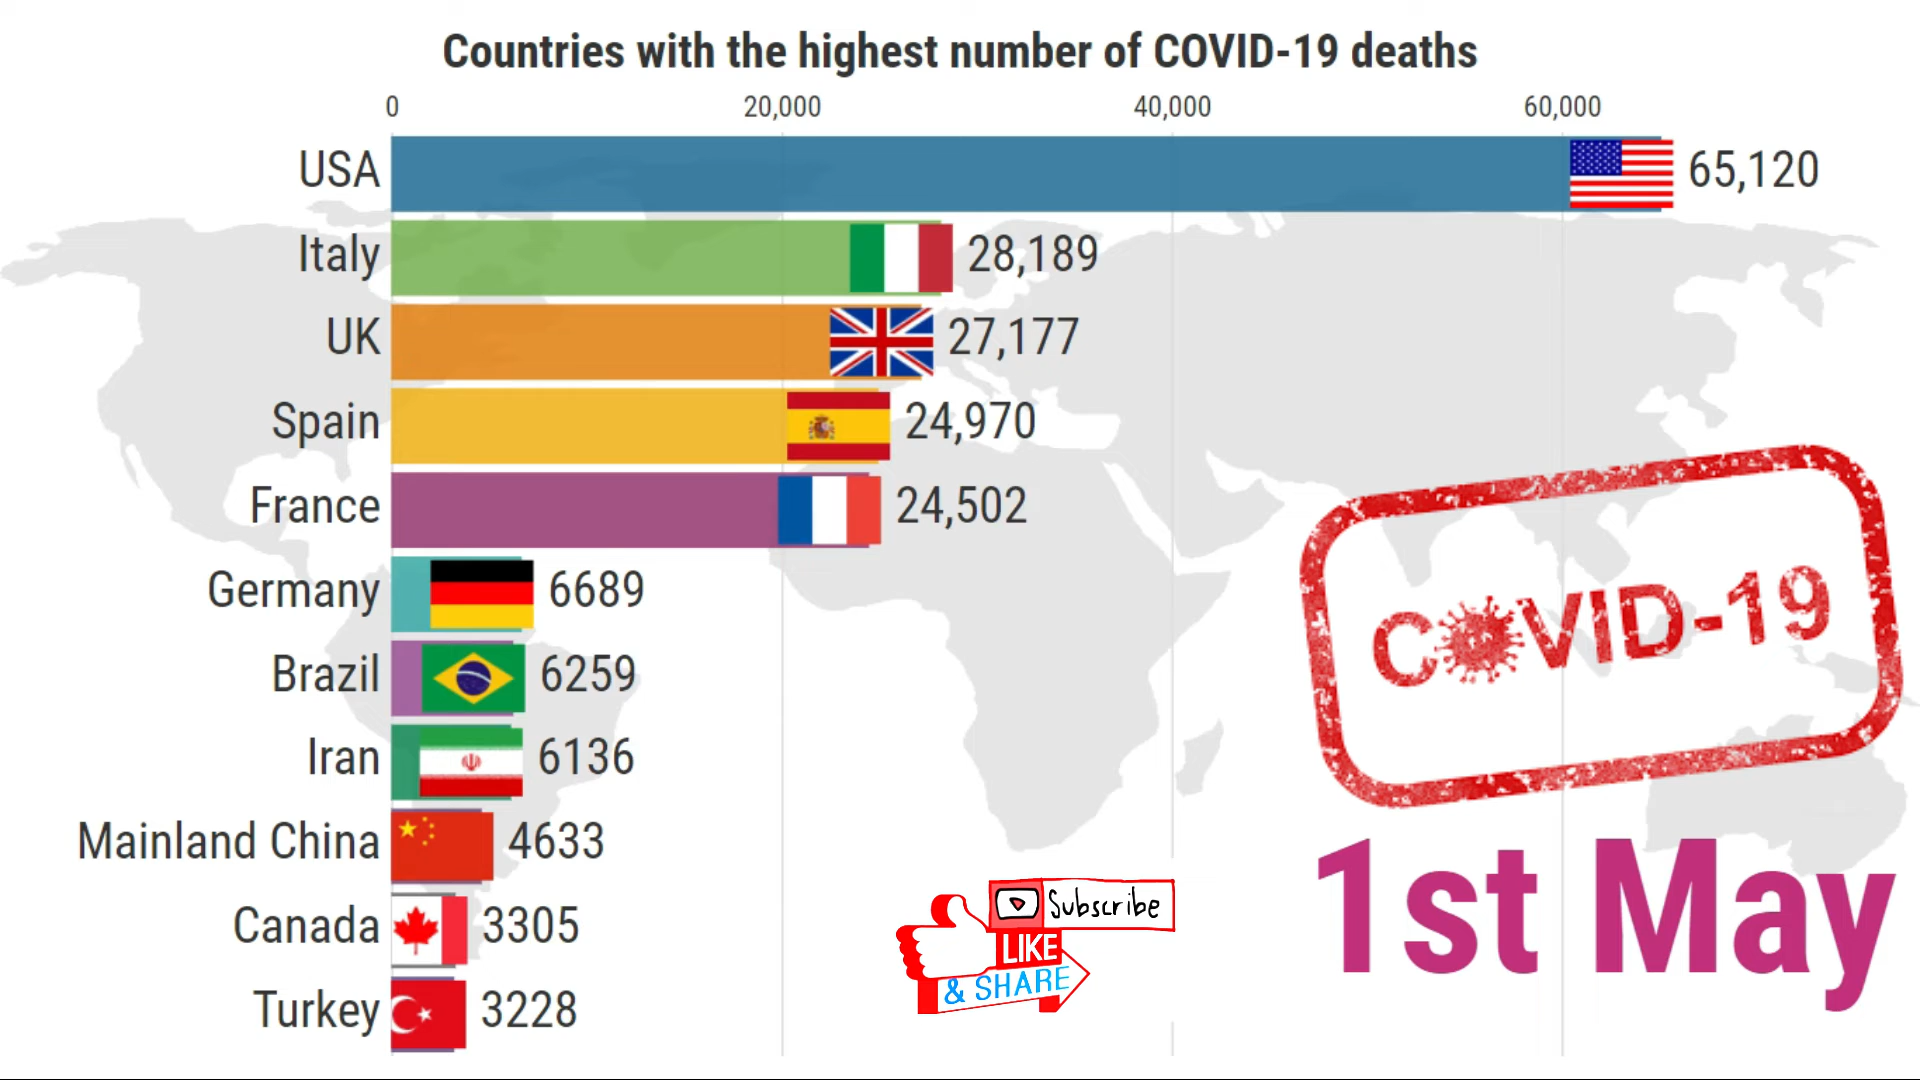 Countries with the highest number of COVID-19 deaths
0 20,000 40,000 60,000
USA 65,120
Italy 28,189
UK 27,177
Spain 24,970
France 24,502
Germany 6689
Brazil 6259
Iran 6136
Mainland China 4633
Canada 3305
Turkey 3228
COVID-19
1st May
Subscribe
LIKE
& SHARE